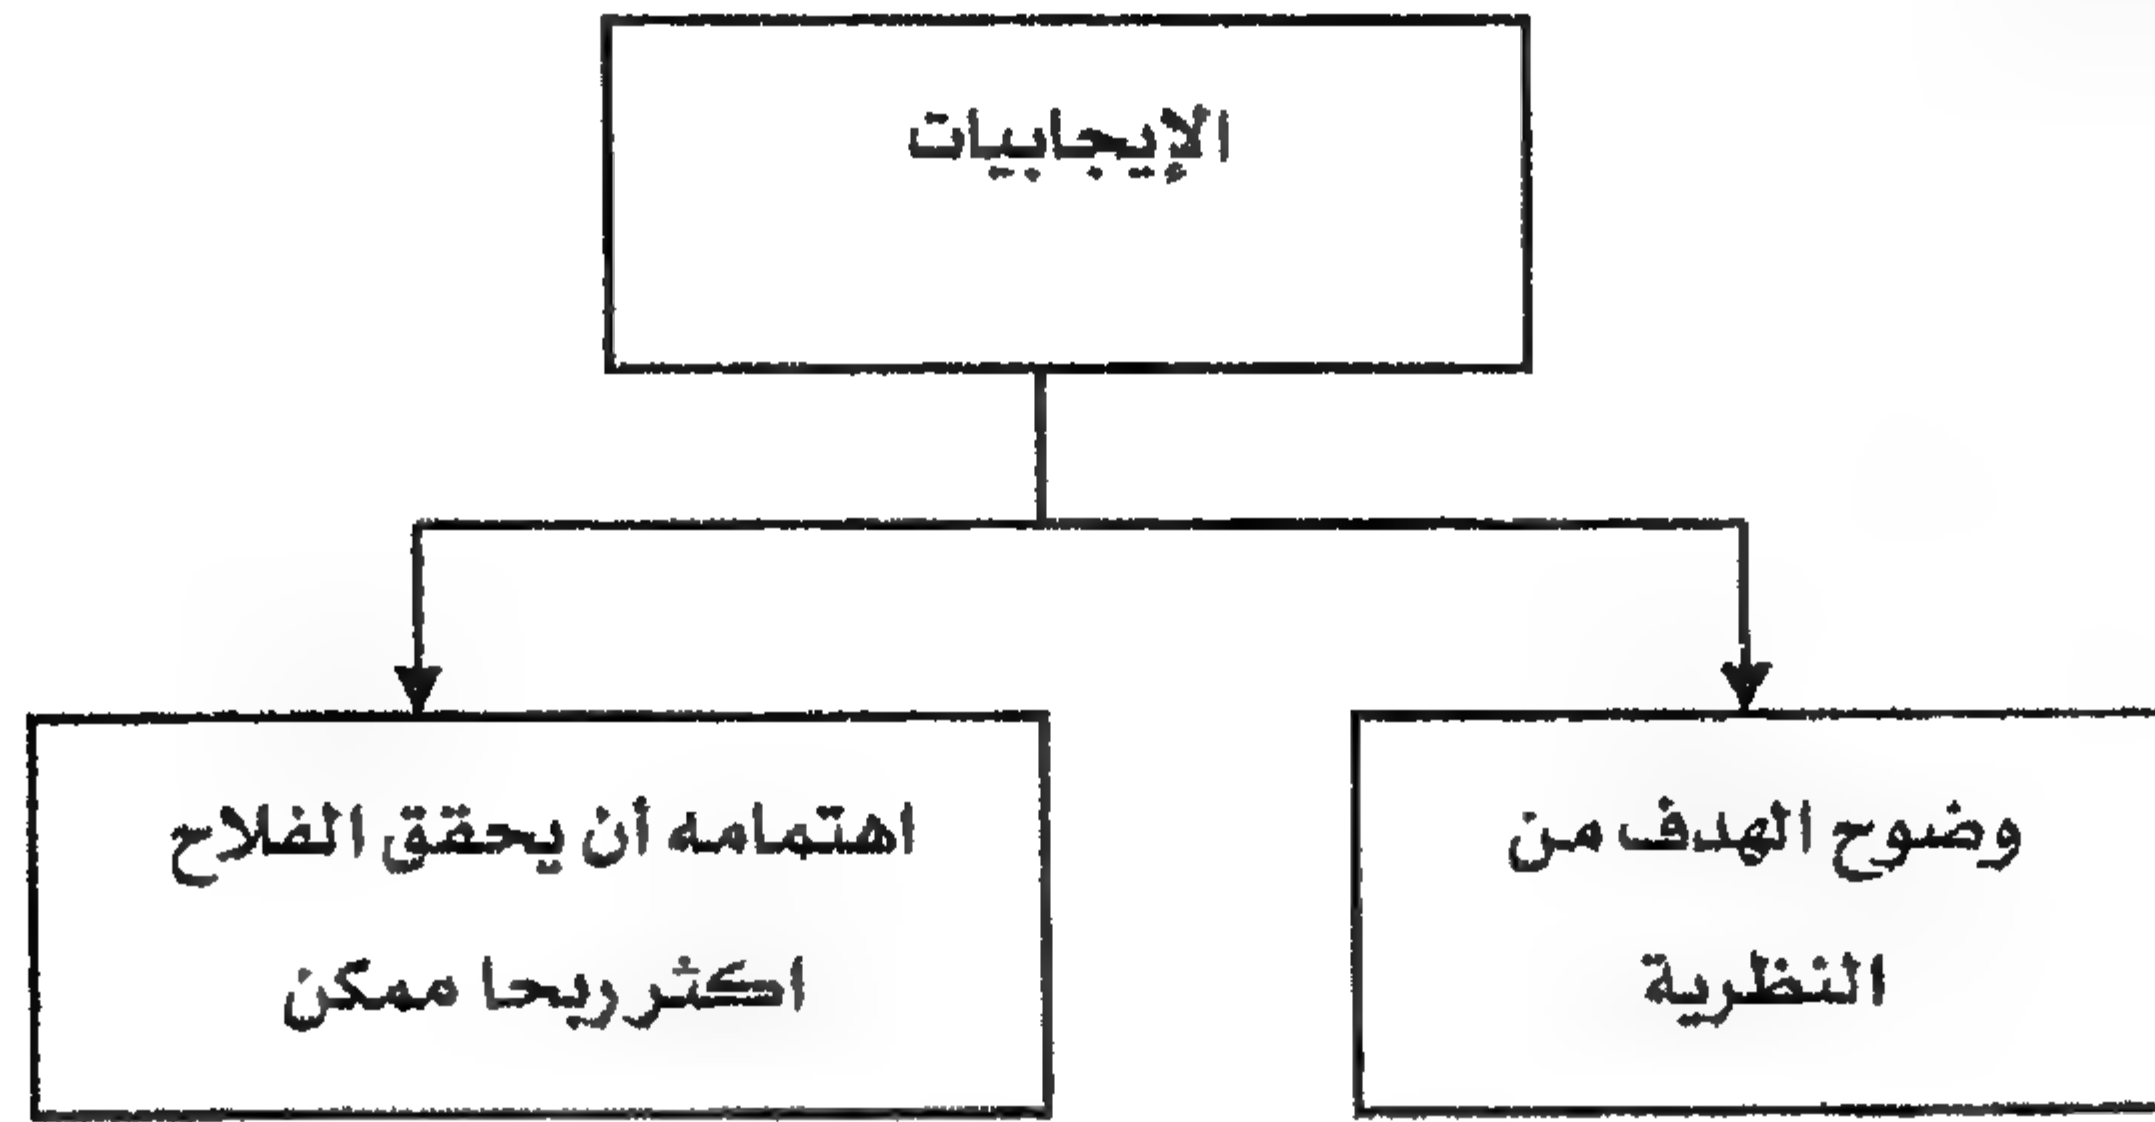 الإيجابيات
وضوح الهدف من
النظرية
اهتمامه أن يحقق الفلاح
اكثر ربحا ممكن